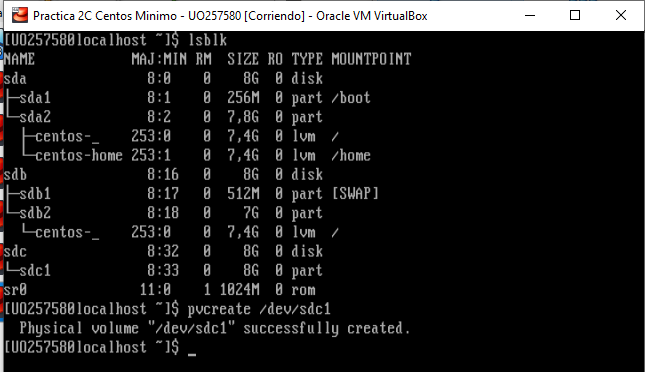 Practica 2C Centos Minimo - UO257580 [Corriendo] - Oracle VM VirtualBox
[UO257580localhost ~]$ lsblk
NAME            MAJ:MIN RM  SIZE RO TYPE MOUNTPOINT
sda               8:0    0    8G  0 disk
├─sda1            8:1    0  256M  0 part /boot
└─sda2            8:2    0  7,8G  0 part
  ├─centos-_    253:0    0  7,4G  0 lvm  /
  └─centos-home 253:1    0  7,4G  0 lvm  /home
sdb               8:16   0    8G  0 disk
├─sdb1            8:17   0  512M  0 part [SWAP]
└─sdb2            8:18   0    7G  0 part
  └─centos-_    253:0    0  7,4G  0 lvm  /
sdc               8:32   0    8G  0 disk
└─sdc1            8:33   0    8G  0 part
sr0              11:0    1 1024M  0 rom
[UO257580localhost ~]$ pvcreate /dev/sdc1
  Physical volume "/dev/sdc1" successfully created.
[UO257580localhost ~]$ _